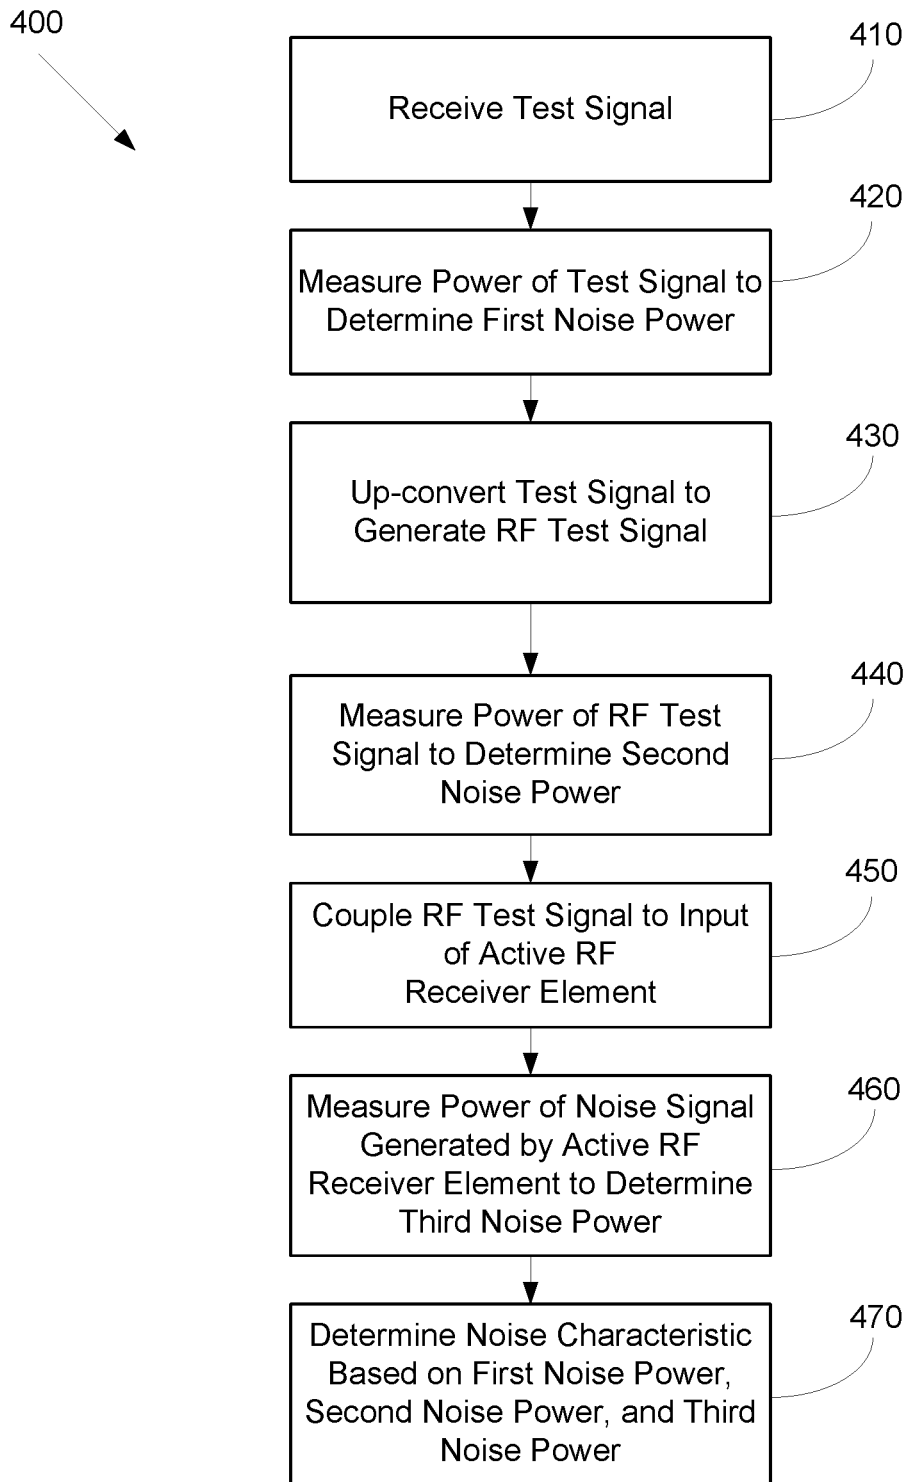 400
410
Receive Test Signal
420
Measure Power of Test Signal to
Determine First Noise Power
430
Up-convert Test Signal to
Generate RF Test Signal
440
Measure Power of RF Test
Signal to Determine Second
Noise Power
450
Couple RF Test Signal to Input
of Active RF
Receiver Element
460
Measure Power of Noise Signal
Generated by Active RF
Receiver Element to Determine
Third Noise Power
470
Determine Noise Characteristic
Based on First Noise Power,
Second Noise Power, and Third
Noise Power